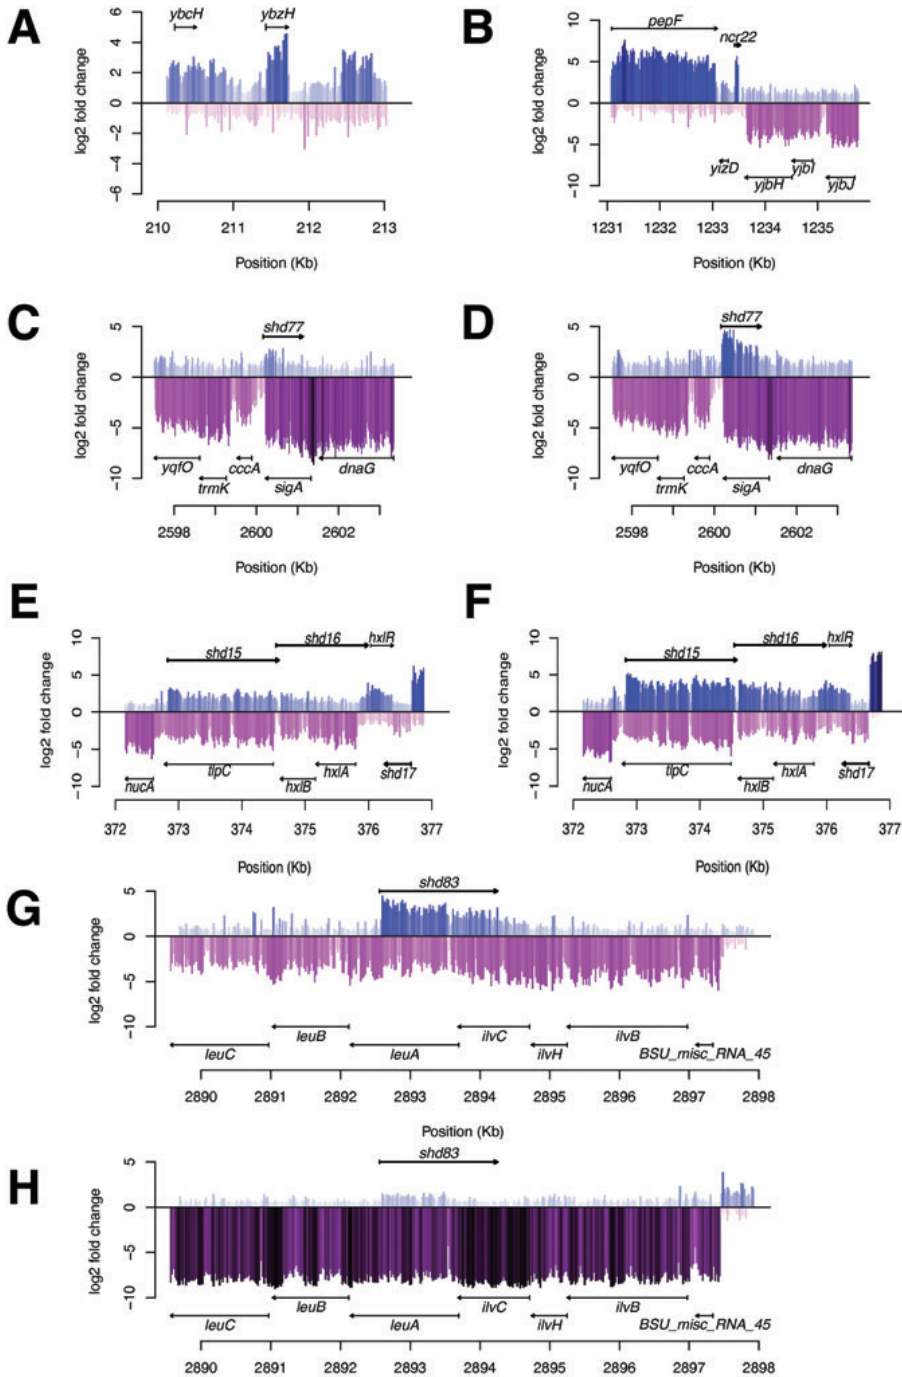 A
ybcH
ybzH
log2 fold change
6
4
2
0
−2
−4
−6
210
211
212
213
Position (Kb)
B
pepF
ncr22
log2 fold change
10
5
0
−5
−10
yizD
yjbH
yjbI
yjbJ
1231
1232
1233
1234
1235
Position (Kb)
C
shd77
log2 fold change
5
0
−5
−10
yqfO
trmK
cccA
sigA
dnaG
2598
2600
2602
Position (Kb)
D
shd77
log2 fold change
5
0
−5
−10
yqfO
trmK
cccA
sigA
dnaG
2598
2600
2602
Position (Kb)
E
shd15
shd16
hxlR
log2 fold change
10
5
0
−5
−10
nucA
tlpC
hxlB
hxlA
shd17
372
373
374
375
376
377
Position (Kb)
F
shd15
shd16
hxlR
log2 fold change
10
5
0
−5
−10
nucA
tlpC
hxlB
hxlA
shd17
372
373
374
375
376
377
Position (Kb)
G
shd83
log2 fold change
5
0
−5
−10
leuC
leuB
leuA
ilvC
ilvH
ilvB
BSU_misc_RNA_45
2890
2891
2892
2893
2894
2895
2896
2897
2898
Position (Kb)
H
shd83
log2 fold change
5
0
−5
−10
leuC
leuB
leuA
ilvC
ilvH
ilvB
BSU_misc_RNA_45
2890
2891
2892
2893
2894
2895
2896
2897
2898